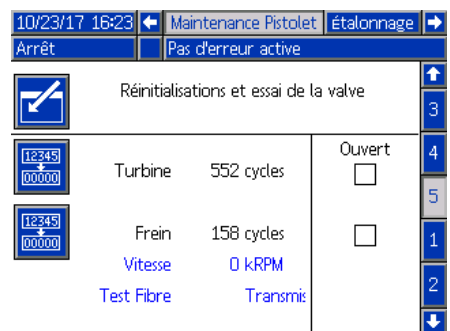 10/23/17 16:23 Maintenance Pistolet étalonnage
Arrêt Pas d'erreur active
Réinitialisations et essai de la valve
3
Ouvert
4
12345
00000
Turbine 552 cycles
5
12345
00000
Frein 158 cycles
1
Vitesse 0 kRPM
2
Test Fibre Transmis